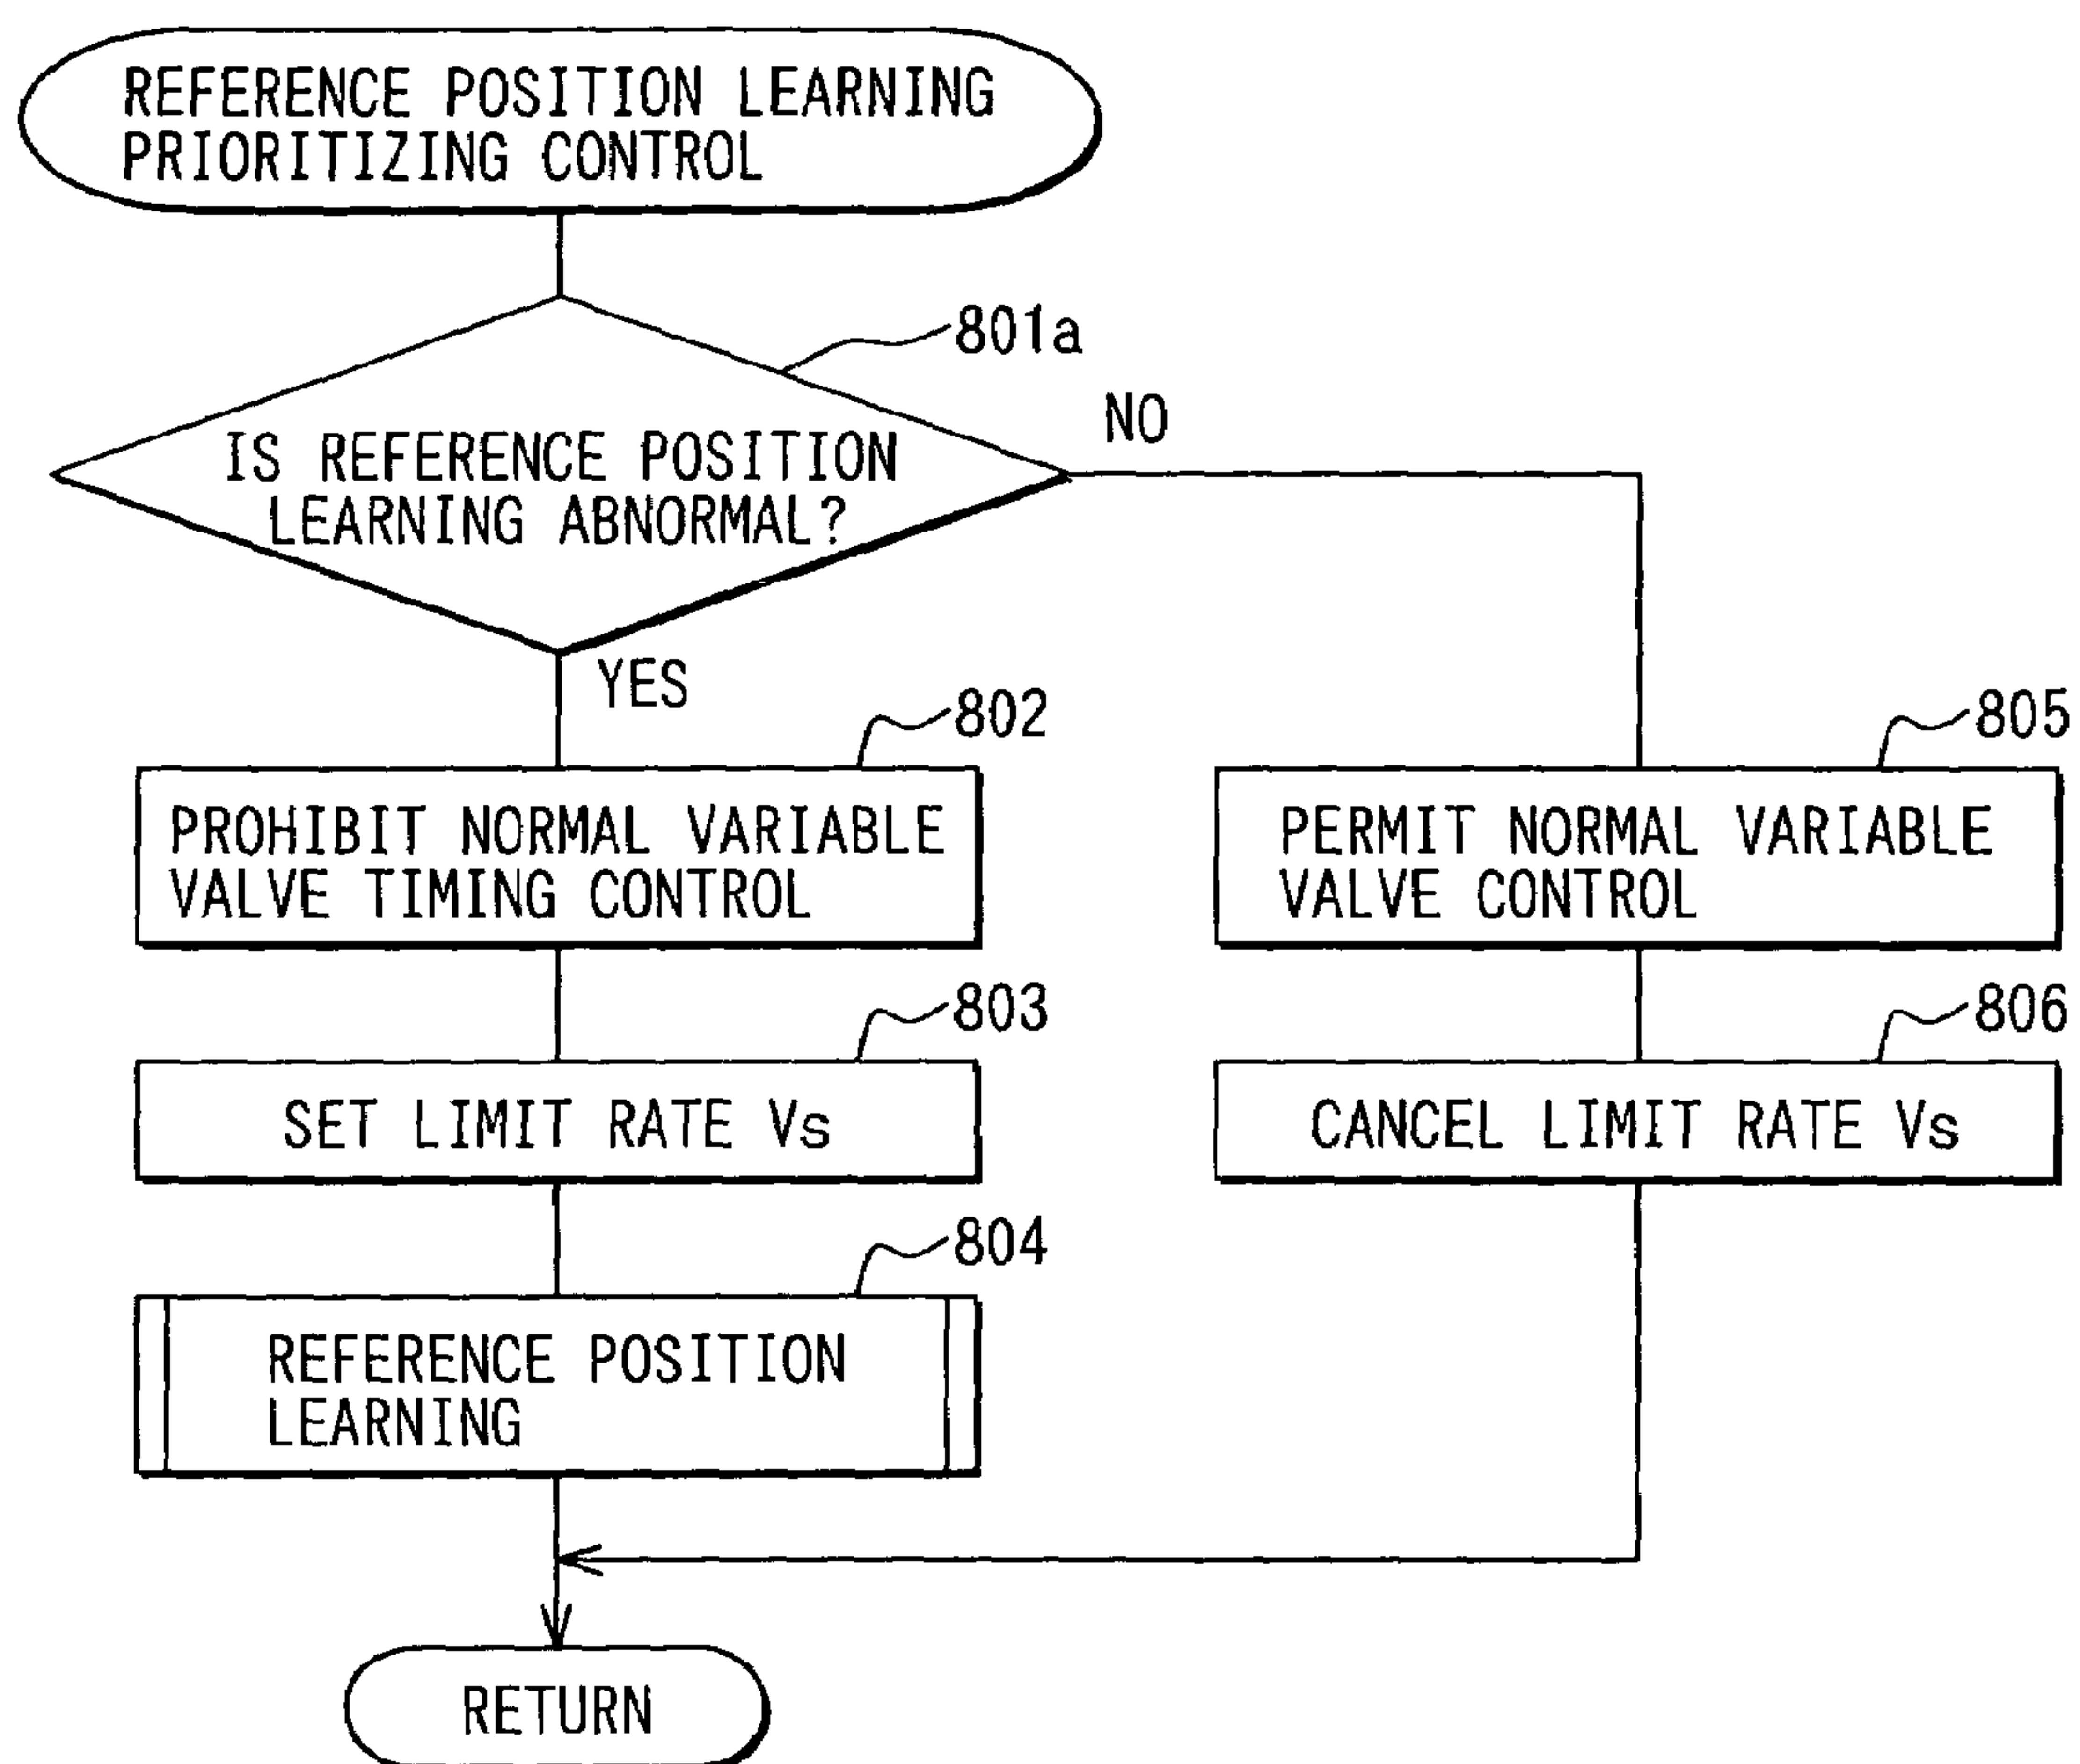 REFERENCE POSITION LEARNING
PRIORITIZING CONTROL
801a
IS REFERENCE POSITION
LEARNING ABNORMAL?
NO
YES
802
PROHIBIT NORMAL VARIABLE
VALVE TIMING CONTROL
803
SET LIMIT RATE Vs
804
REFERENCE POSITION
LEARNING
805
PERMIT NORMAL VARIABLE
VALVE CONTROL
806
CANCEL LIMIT RATE Vs
RETURN